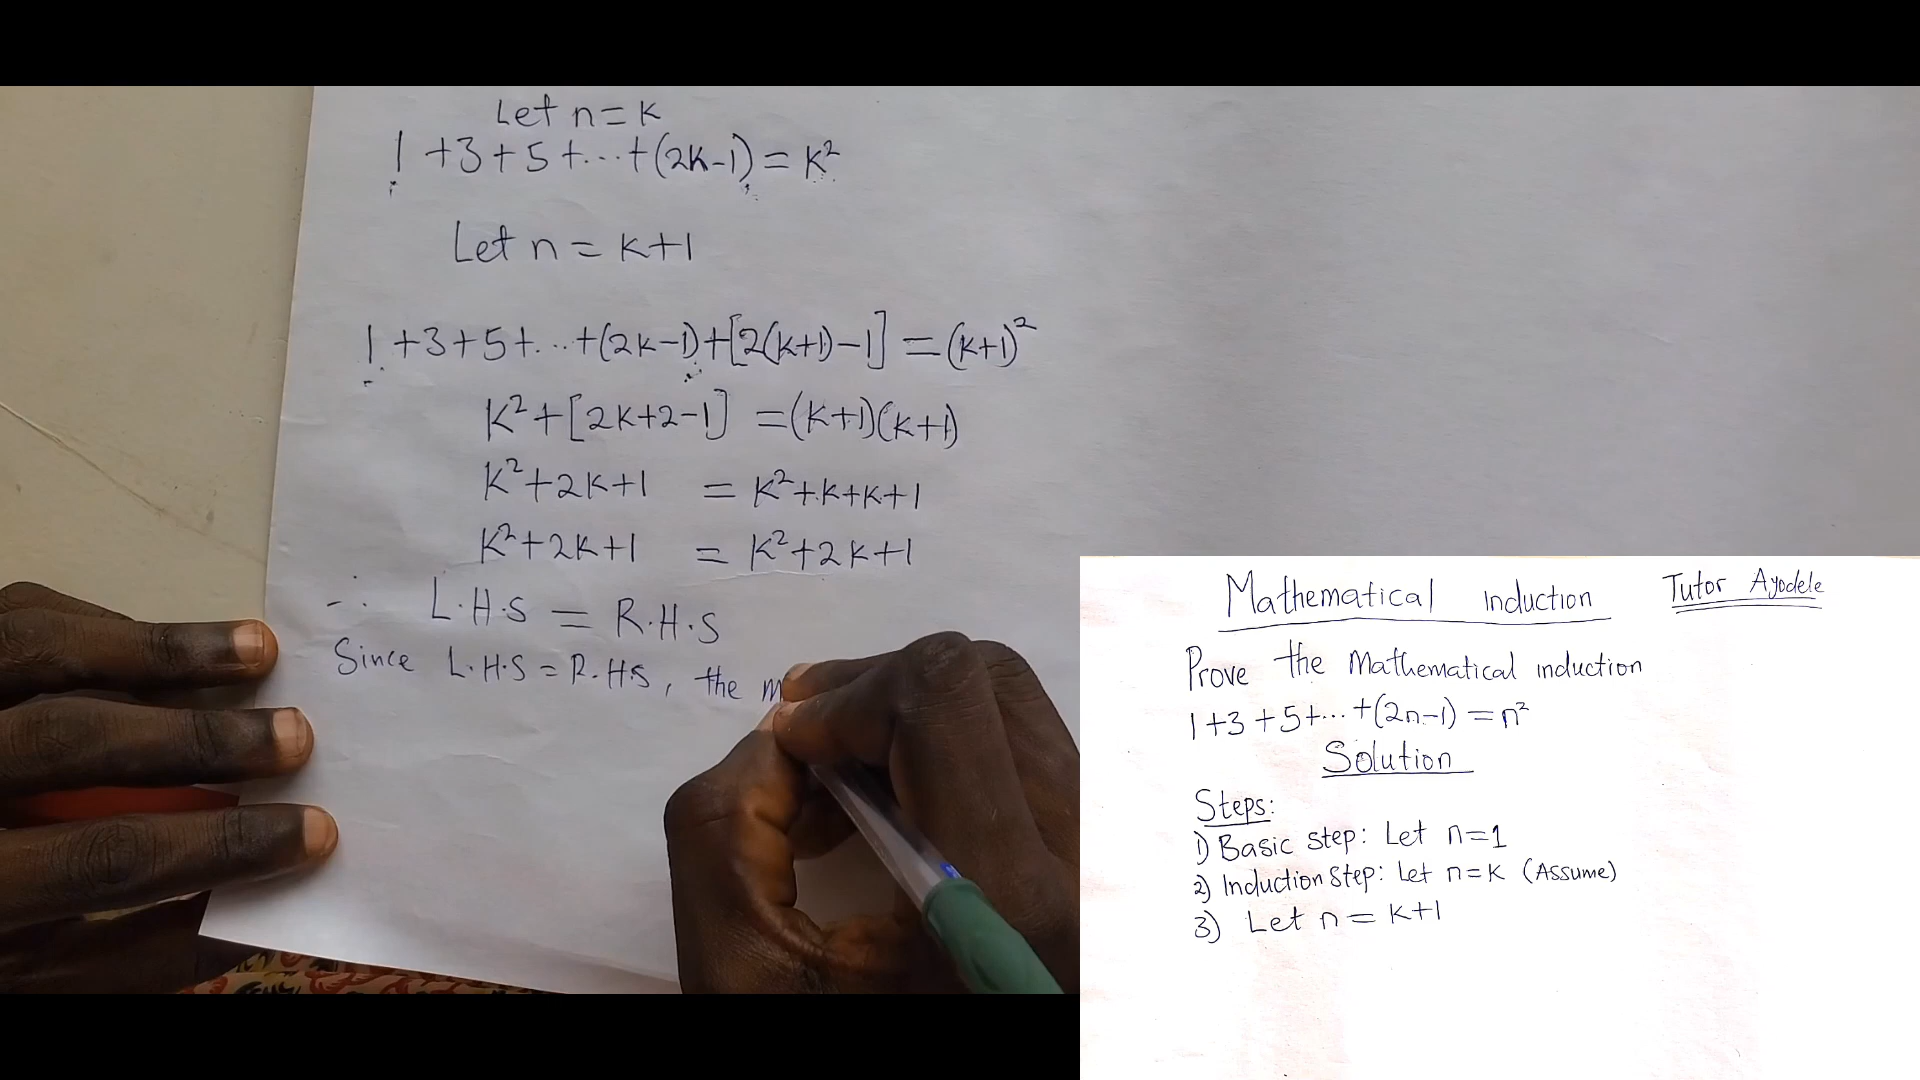 Let n = k
1 + 3 + 5 + ... + (2k-1) = k²
Let n = k+1
1 + 3 + 5 + ... + (2k-1) + [2(k+1)-1] = (k+1)²
k² + [2k+2-1] = (k+1)(k+1)
k²+2k+1 = k²+k+k+1
k²+2k+1 = k²+2k+1
∴ L.H.S = R.H.S
Since L.H.S = R.H.S, the m
Mathematical induction
Tutor Ayodele
Prove the Mathematical induction
1+3+5+...+(2n-1) = n²
Solution
Steps:
1) Basic step: Let n=1
2) Induction step: Let n=k (Assume)
3) Let n = k+1